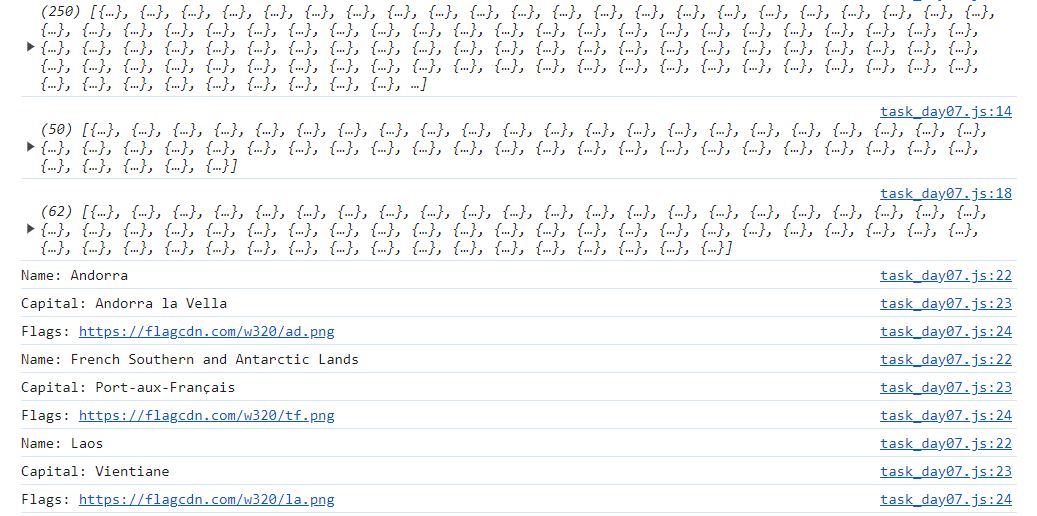 (250) [{…}, {…}, {…}, {…}, {…}, {…}, {…}, {…}, {…}, {…}, {…}, {…}, {…}, {…}, {…}, {…}, {…}, {…}, {…}, {…}, {…}, {…},
{…}, {…}, {…}, {…}, {…}, {…}, {…}, {…}, {…}, {…}, {…}, {…}, {…}, {…}, {…}, {…}, {…}, {…}, {…}, {…}, {…}, {…}, {…},
{…}, {…}, {…}, {…}, {…}, {…}, {…}, {…}, {…}, {…}, {…}, {…}, {…}, {…}, {…}, {…}, {…}, {…}, {…}, {…}, {…}, {…}, {…},
{…}, {…}, {…}, {…}, {…}, {…}, {…}, {…}, {…}, {…}, {…}, {…}, {…}, {…}, {…}, {…}, {…}, {…}, {…}, {…}, {…}, {…}, {…},
{…}, {…}, {…}, {…}, {…}, {…}, {…}, {…}, {…}, …]
task_day07.js:14
(50) [{…}, {…}, {…}, {…}, {…}, {…}, {…}, {…}, {…}, {…}, {…}, {…}, {…}, {…}, {…}, {…}, {…}, {…}, {…}, {…}, {…}, {…},
{…}, {…}, {…}, {…}, {…}, {…}, {…}, {…}, {…}, {…}, {…}, {…}, {…}, {…}, {…}, {…}, {…}, {…}, {…}, {…}, {…}, {…}, {…},
{…}, {…}, {…}, {…}, {…}]
task_day07.js:18
(62) [{…}, {…}, {…}, {…}, {…}, {…}, {…}, {…}, {…}, {…}, {…}, {…}, {…}, {…}, {…}, {…}, {…}, {…}, {…}, {…}, {…}, {…},
{…}, {…}, {…}, {…}, {…}, {…}, {…}, {…}, {…}, {…}, {…}, {…}, {…}, {…}, {…}, {…}, {…}, {…}, {…}, {…}, {…}, {…}, {…},
{…}, {…}, {…}, {…}, {…}, {…}, {…}, {…}, {…}, {…}, {…}, {…}, {…}, {…}, {…}, {…}, {…}]
Name: Andorra task_day07.js:22
Capital: Andorra la Vella task_day07.js:23
Flags: https://flagcdn.com/w320/ad.png task_day07.js:24
Name: French Southern and Antarctic Lands task_day07.js:22
Capital: Port-aux-Français task_day07.js:23
Flags: https://flagcdn.com/w320/tf.png task_day07.js:24
Name: Laos task_day07.js:22
Capital: Vientiane task_day07.js:23
Flags: https://flagcdn.com/w320/la.png task_day07.js:24